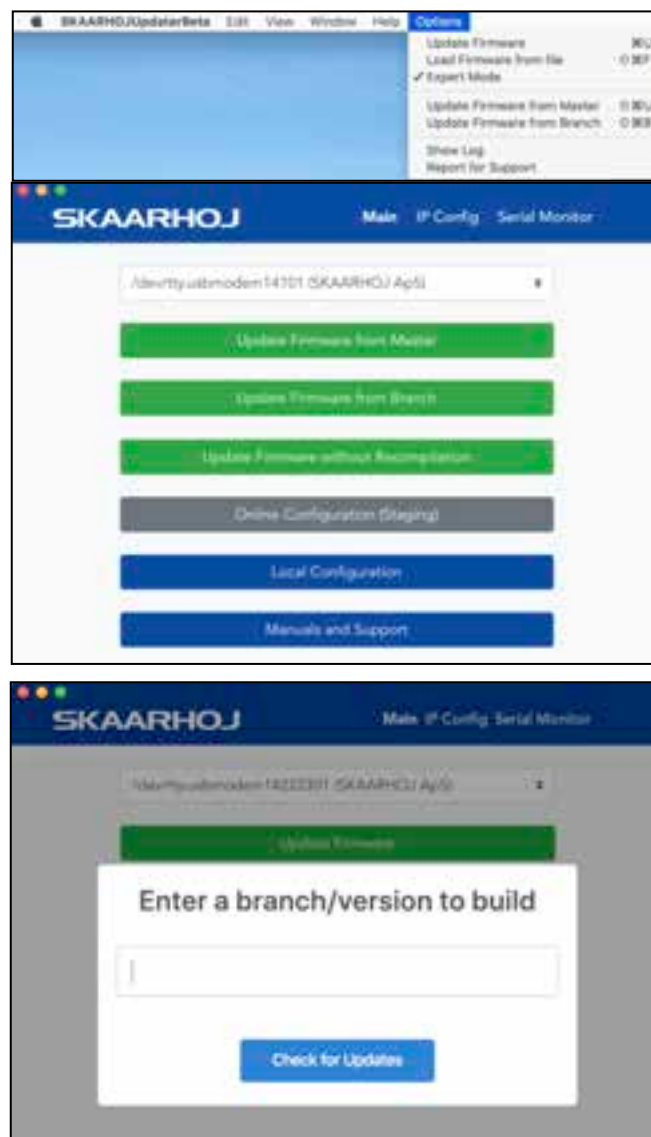 SKAARHOJUpdaterBeta Edit View Window Help Options
Update Firmware ⌘U
Load Firmware from file ⇧⌘F
✓ Expert Mode
Update Firmware from Master
Update Firmware from Branch
Show Log
Report for Support
SKAARHOJ Main IP Config Serial Monitor
/dev/tty.usbmodem14101 (SKAARHOJ ApS)
Update Firmware from Master
Update Firmware from Branch
Update Firmware without Recompilation
Online Configuration (Staging)
Local Configuration
Manuals and Support
SKAARHOJ Main IP Config Serial Monitor
(SKAARHOJ ApS)
Update Firmware
Enter a branch/version to build
Check for Updates